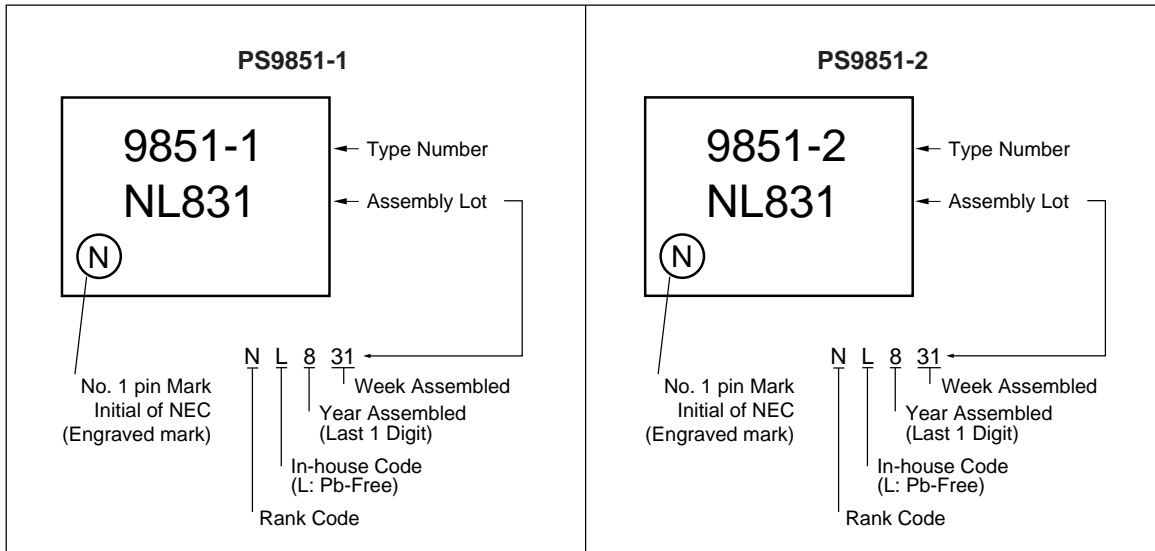 PS9851-1
9851-1
Type Number
NL831
Assembly Lot
N
N L 8 31
No. 1 pin Mark
Initial of NEC
(Engraved mark)
Week Assembled
Year Assembled
(Last 1 Digit)
In-house Code
(L: Pb-Free)
Rank Code
PS9851-2
9851-2
Type Number
NL831
Assembly Lot
N
N L 8 31
No. 1 pin Mark
Initial of NEC
(Engraved mark)
Week Assembled
Year Assembled
(Last 1 Digit)
In-house Code
(L: Pb-Free)
Rank Code